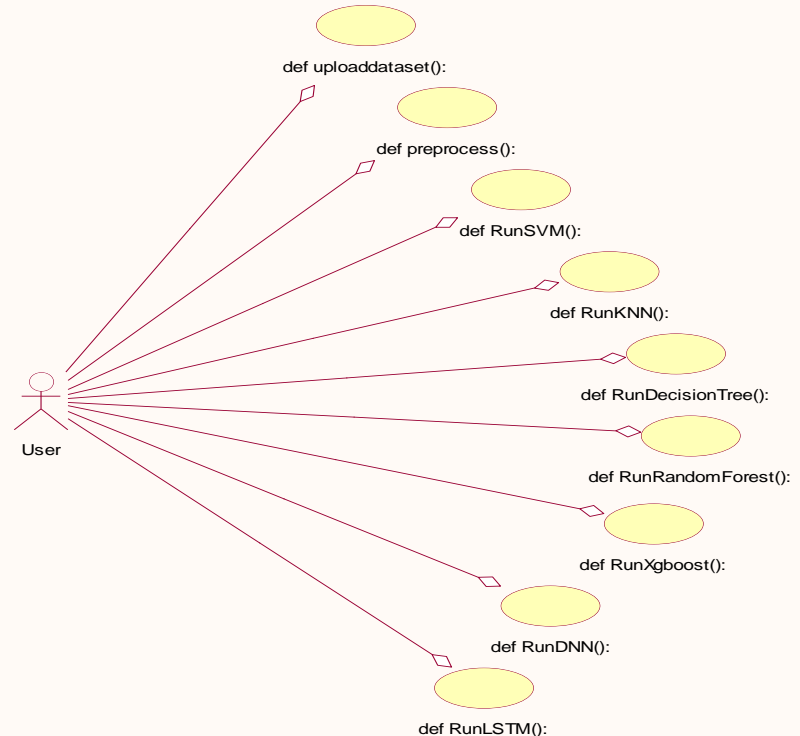 def uploaddataset():
def preprocess():
def RunSVM():
def RunKNN():
def RunDecisionTree():
User
def RunRandomForest():
def RunXgboost():
def RunDNN():
def RunLSTM():